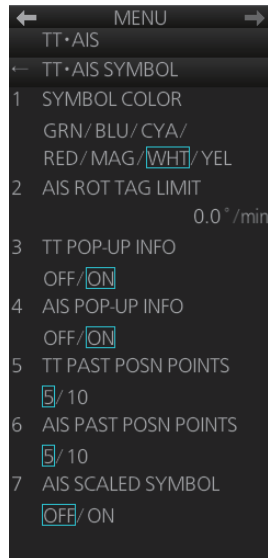 ← MENU →
TT•AIS
← TT•AIS SYMBOL
1 SYMBOL COLOR
GRN/BLU/CYA/
RED/MAG/WHT/YEL
2 AIS ROT TAG LIMIT
0.0°/min
3 TT POP-UP INFO
OFF/ON
4 AIS POP-UP INFO
OFF/ON
5 TT PAST POSN POINTS
5/10
6 AIS PAST POSN POINTS
5/10
7 AIS SCALED SYMBOL
OFF/ON